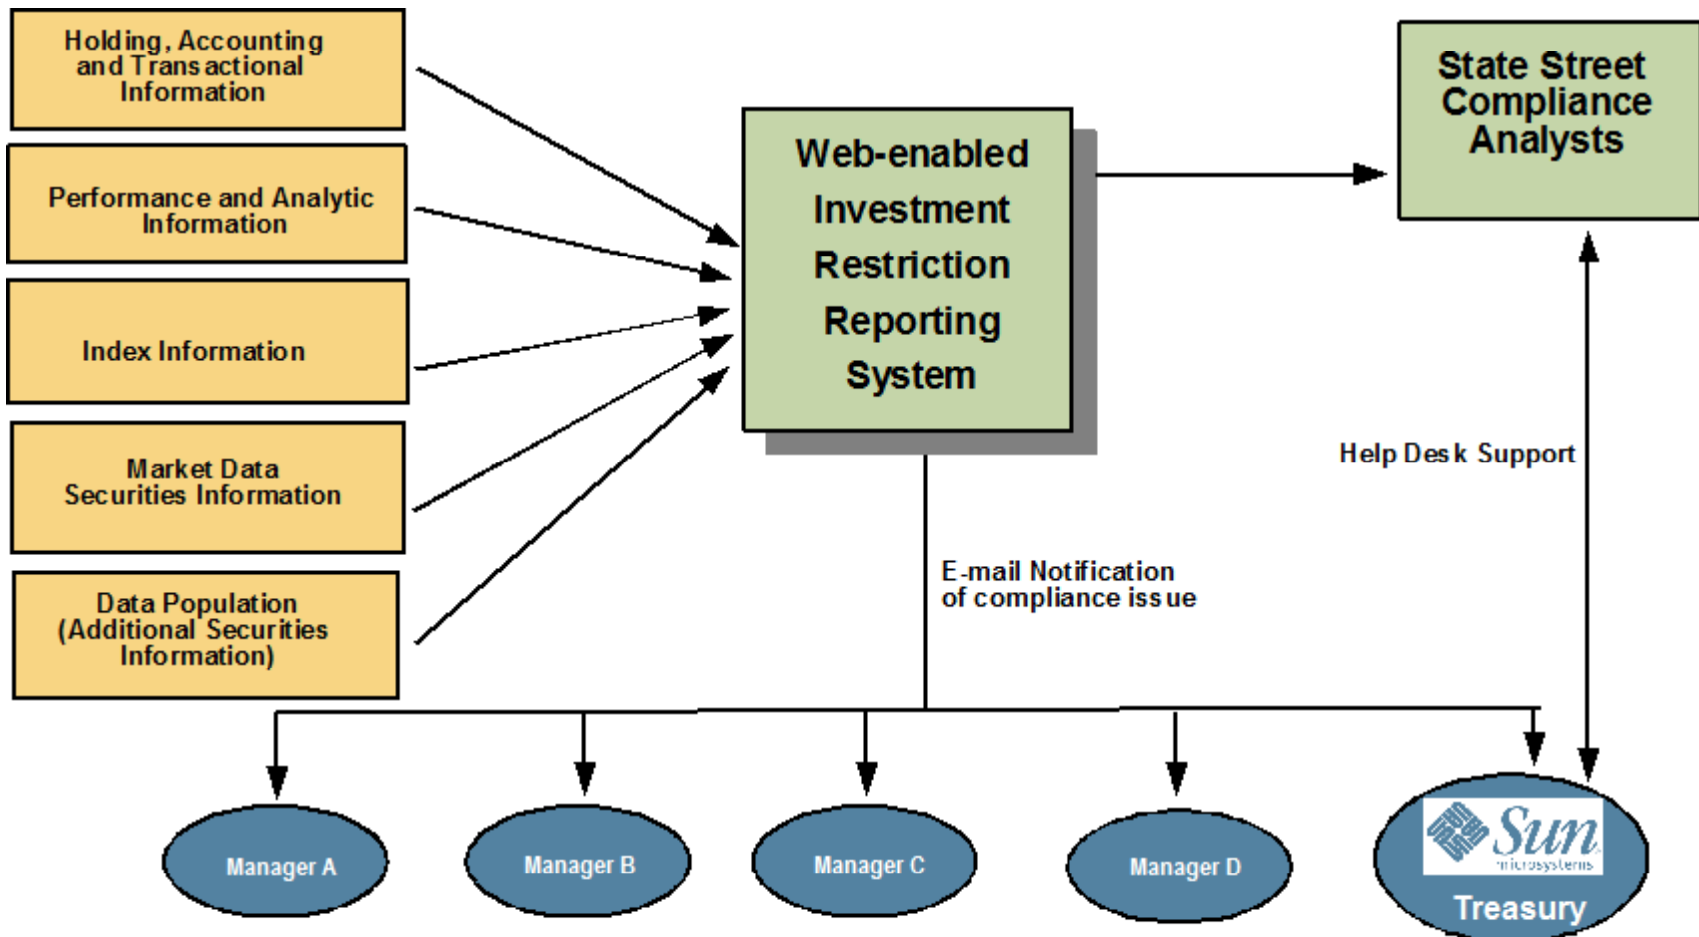 Holding, Accounting
and Transactional
Information
Performance and Analytic
Information
Index Information
Market Data
Securities Information
Data Population
(Additional Securities
Information)
Web-enabled
Investment
Restriction
Reporting
System
State Street
Compliance
Analysts
Help Desk Support
E-mail Notification
of compliance issue
Manager A
Manager B
Manager C
Manager D
Sun
microsystems
Treasury